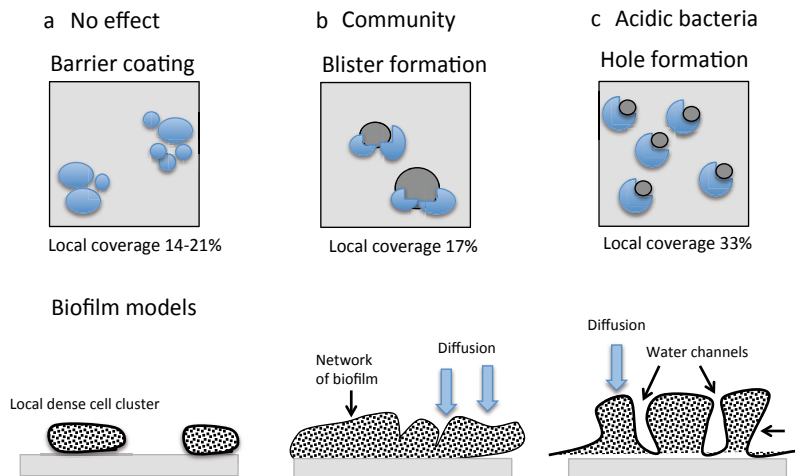 a No effect
b Community
c Acidic bacteria
Barrier coating
Blister formation
Hole formation
Local coverage 14-21%
Local coverage 17%
Local coverage 33%
Biofilm models
Local dense cell cluster
Network
of biofilm
Diffusion
Diffusion
Water channels